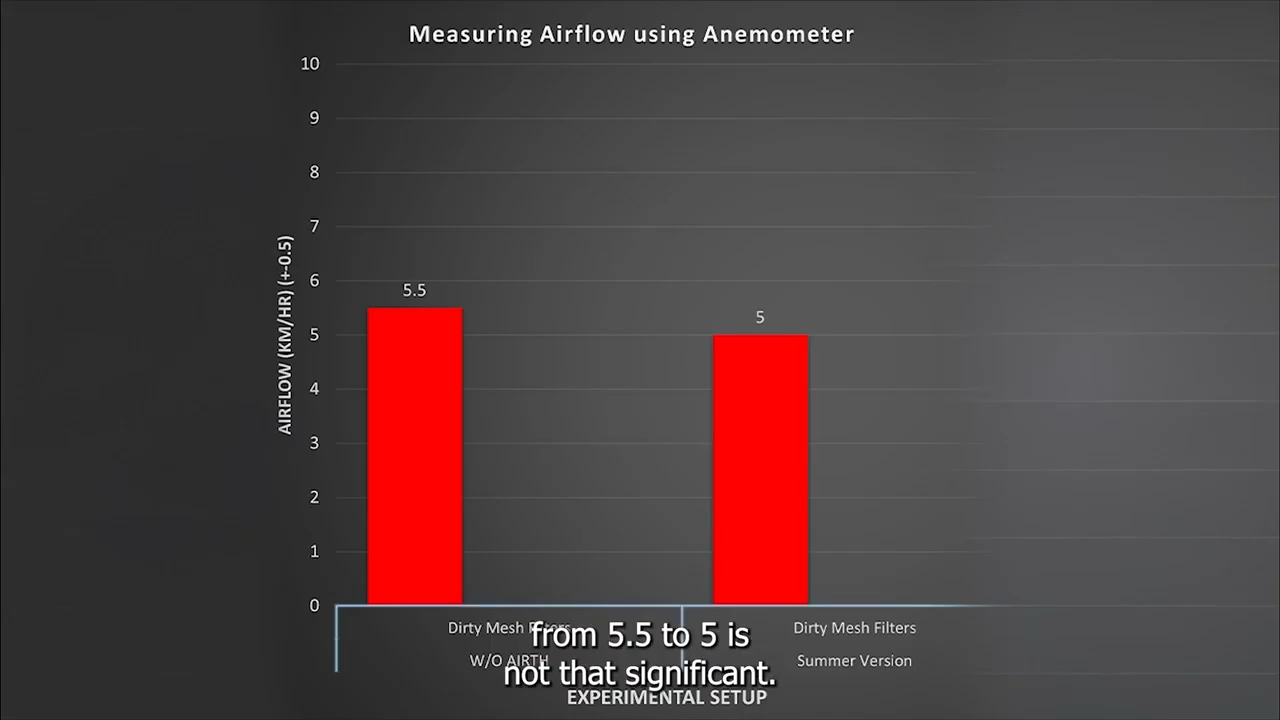 Measuring Airflow using Anemometer
10
9
8
7
6
5
4
3
2
1
0
AIRFLOW (KM/HR) (+-0.5)
5.5
5
Dirty Mesh Filters
Dirty Mesh Filters
W/O AIRTH
Summer Version
from 5.5 to 5 is
not that significant.
EXPERIMENTAL SETUP